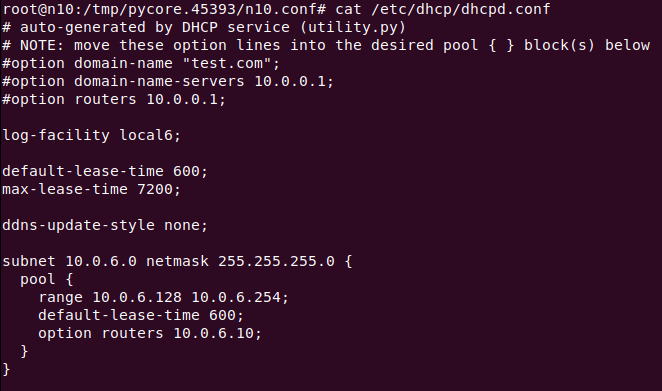 root@n10:/tmp/pycore.45393/n10.conf# cat /etc/dhcp/dhcpd.conf
# auto-generated by DHCP service (utility.py)
# NOTE: move these option lines into the desired pool { } block(s) below
#option domain-name "test.com";
#option domain-name-servers 10.0.0.1;
#option routers 10.0.0.1;

log-facility local6;

default-lease-time 600;
max-lease-time 7200;

ddns-update-style none;

subnet 10.0.6.0 netmask 255.255.255.0 {
  pool {
    range 10.0.6.128 10.0.6.254;
    default-lease-time 600;
    option routers 10.0.6.10;
  }
}